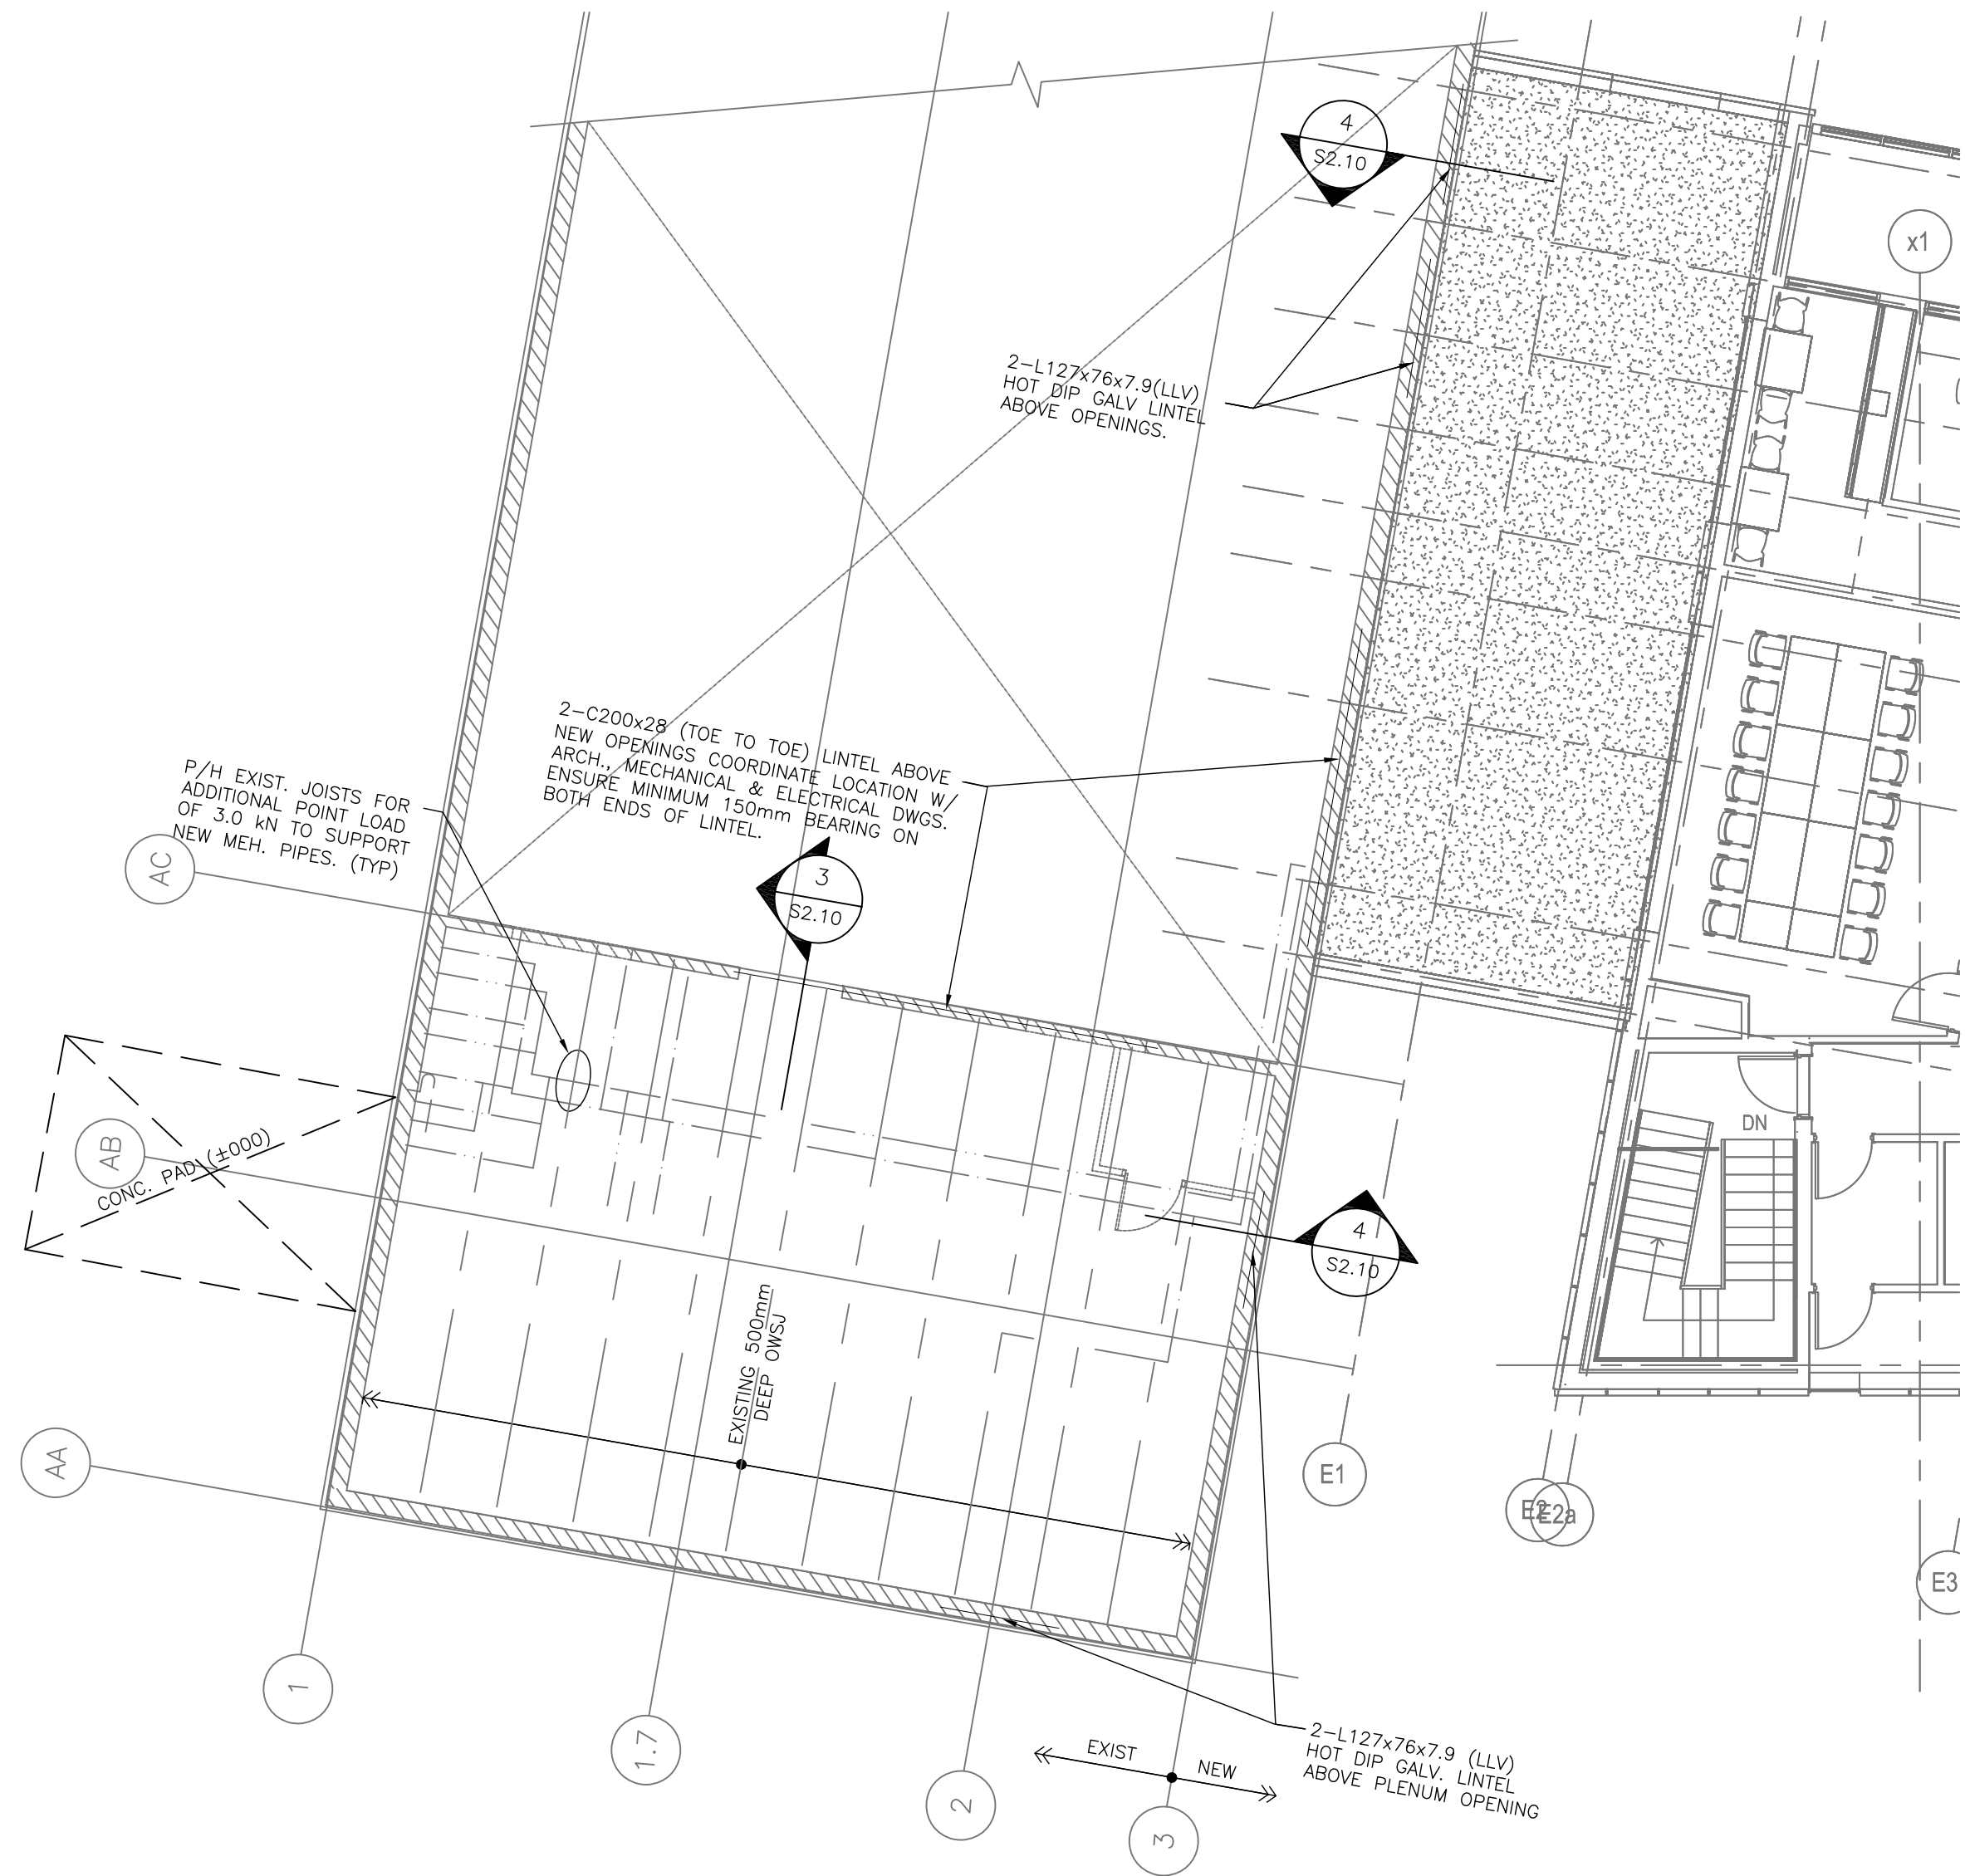 4
S2.10
x1
2-L127x76x7.9(LLV)
HOT DIP GALV LINTEL
ABOVE OPENINGS.
2-C200x28 (TOE TO TOE) LINTEL ABOVE
NEW OPENINGS COORDINATE LOCATION W/
ARCH., MECHANICAL & ELECTRICAL DWGS.
ENSURE MINIMUM 150mm BEARING ON
BOTH ENDS OF LINTEL.
P/H EXIST. JOISTS FOR
ADDITIONAL POINT LOAD
OF 3.0 kN TO SUPPORT
NEW MEH. PIPES. (TYP)
AC
3
S2.10
AB
CONC. PAD (±000)
DN
4
S2.10
EXISTING 500mm
DEEP OWSJ
AA
E1
E2
E2a
E3
1
1.7
2
3
EXIST
NEW
2-L127x76x7.9 (LLV)
HOT DIP GALV. LINTEL
ABOVE PLENUM OPENING